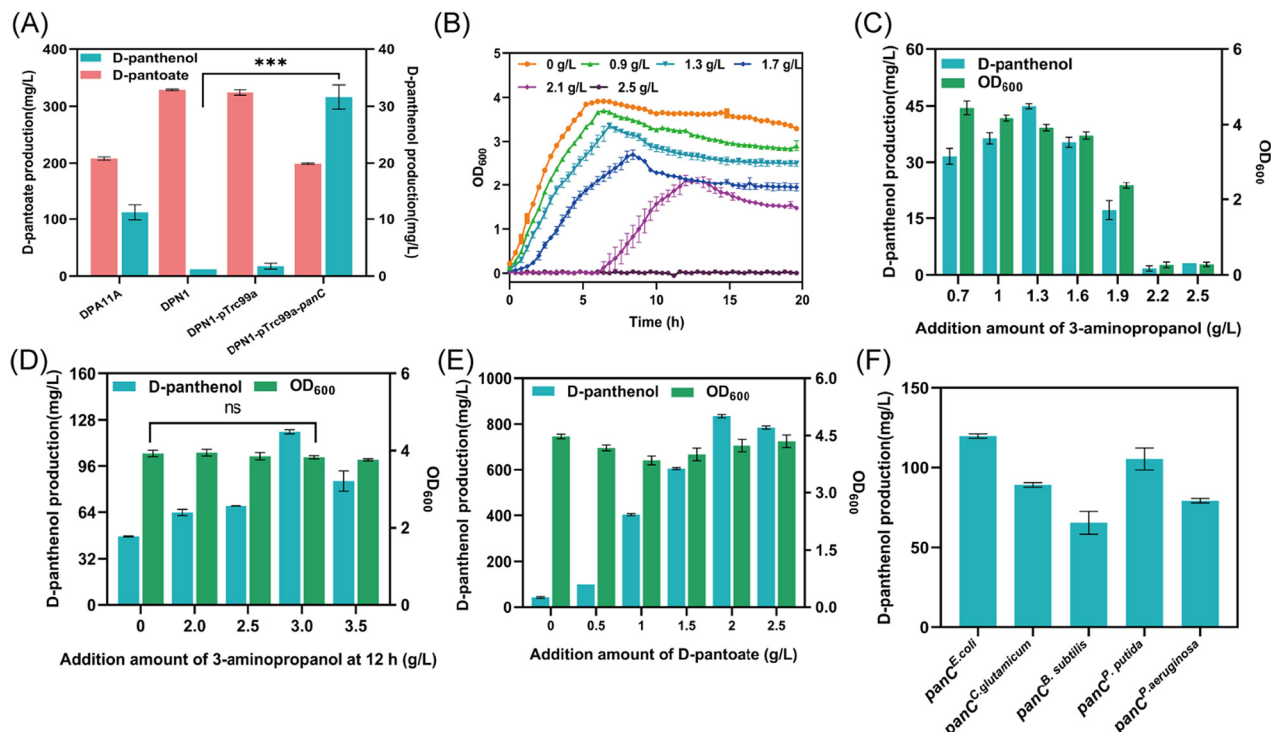 (A)
D-panthenol
D-pantoate
***
D-pantoate production(mg/L)
400
300
200
100
0
D-panthenol production(mg/L)
40
30
20
10
0
DPA11A
DPN1
DPN1-pTrc99a
DPN1-pTrc99a-panC
(B)
0 g/L 0.9 g/L 1.3 g/L 1.7 g/L
2.1 g/L 2.5 g/L
OD600
5
4
3
2
1
0
0 5 10 15 20
Time (h)
(C)
D-panthenol
OD600
D-panthenol production(mg/L)
60
45
30
15
0
OD600
6
4
2
0
0.7 1 1.3 1.6 1.9 2.2 2.5
Addition amount of 3-aminopropanol (g/L)
(D)
D-panthenol OD600
ns
D-panthenol production(mg/L)
160
128
96
64
32
0
OD600
6
4
2
0
0 2.0 2.5 3.0 3.5
Addition amount of 3-aminopropanol at 12 h (g/L)
(E)
D-panthenol OD600
D-panthenol production(mg/L)
1000
800
600
400
200
0
OD600
6.0
4.5
3.0
1.5
0.0
0 0.5 1 1.5 2 2.5
Addition amount of D-pantoate (g/L)
(F)
D-panthenol production(mg/L)
150
100
50
0
panC E.coli
panC C.glutamicum
panC B. subtilis
panC P. putida
panC P.aeruginosa